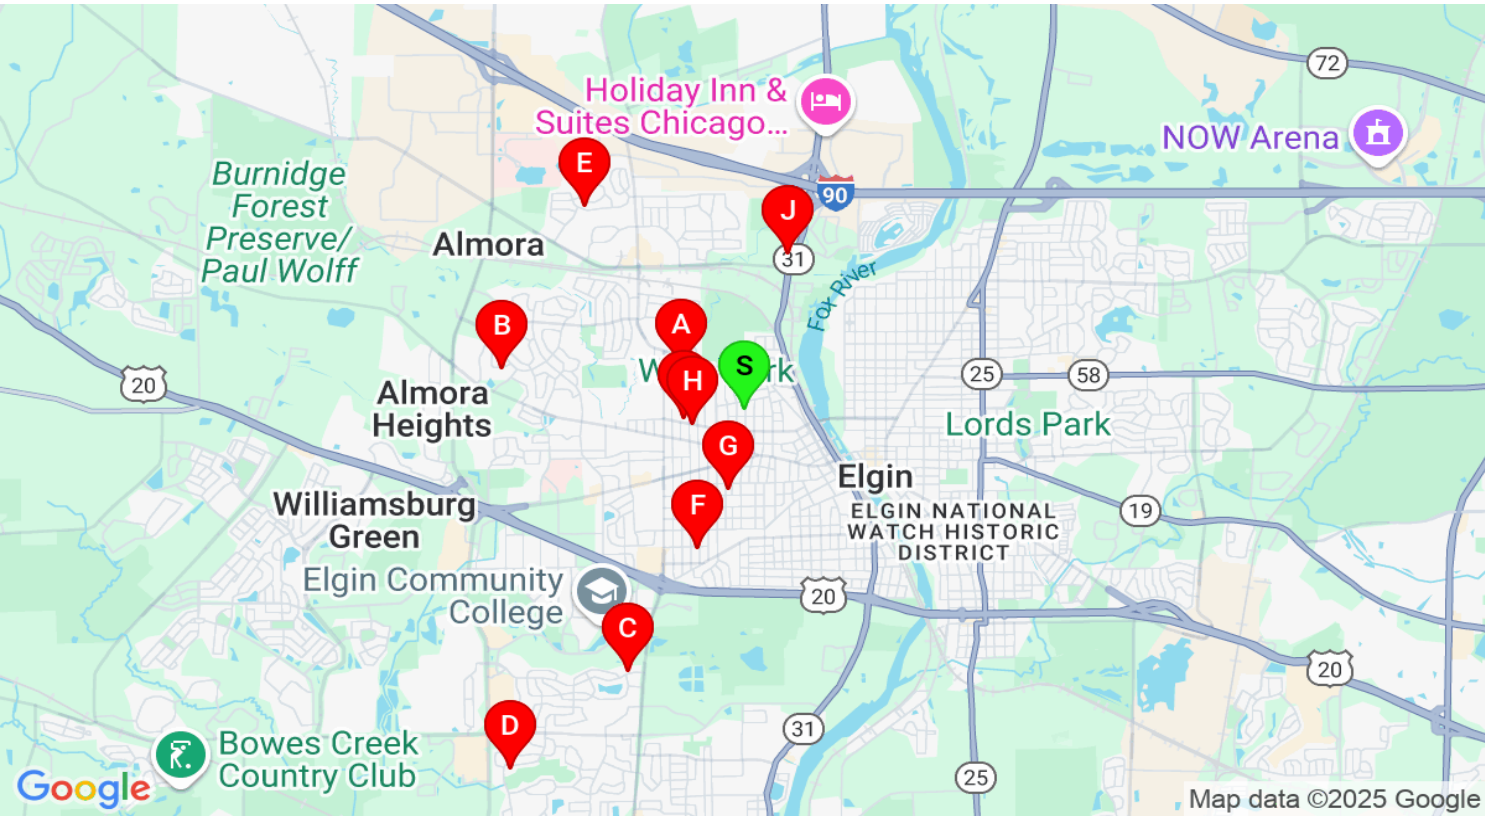 72
Holiday Inn &
Suites Chicago...
NOW Arena
E
Burnidge
Forest
Preserve/
Paul Wolff
90
J
Almora
31
Fox River
B
A
S
20
W
rk
H
25
58
Almora
Heights
Lords Park
G
Elgin
F
Williamsburg
Green
ELGIN NATIONAL
WATCH HISTORIC
DISTRICT
19
Elgin Community
College
20
C
20
D
31
Bowes Creek
Country Club
25
Google
Map data ©2025 Google